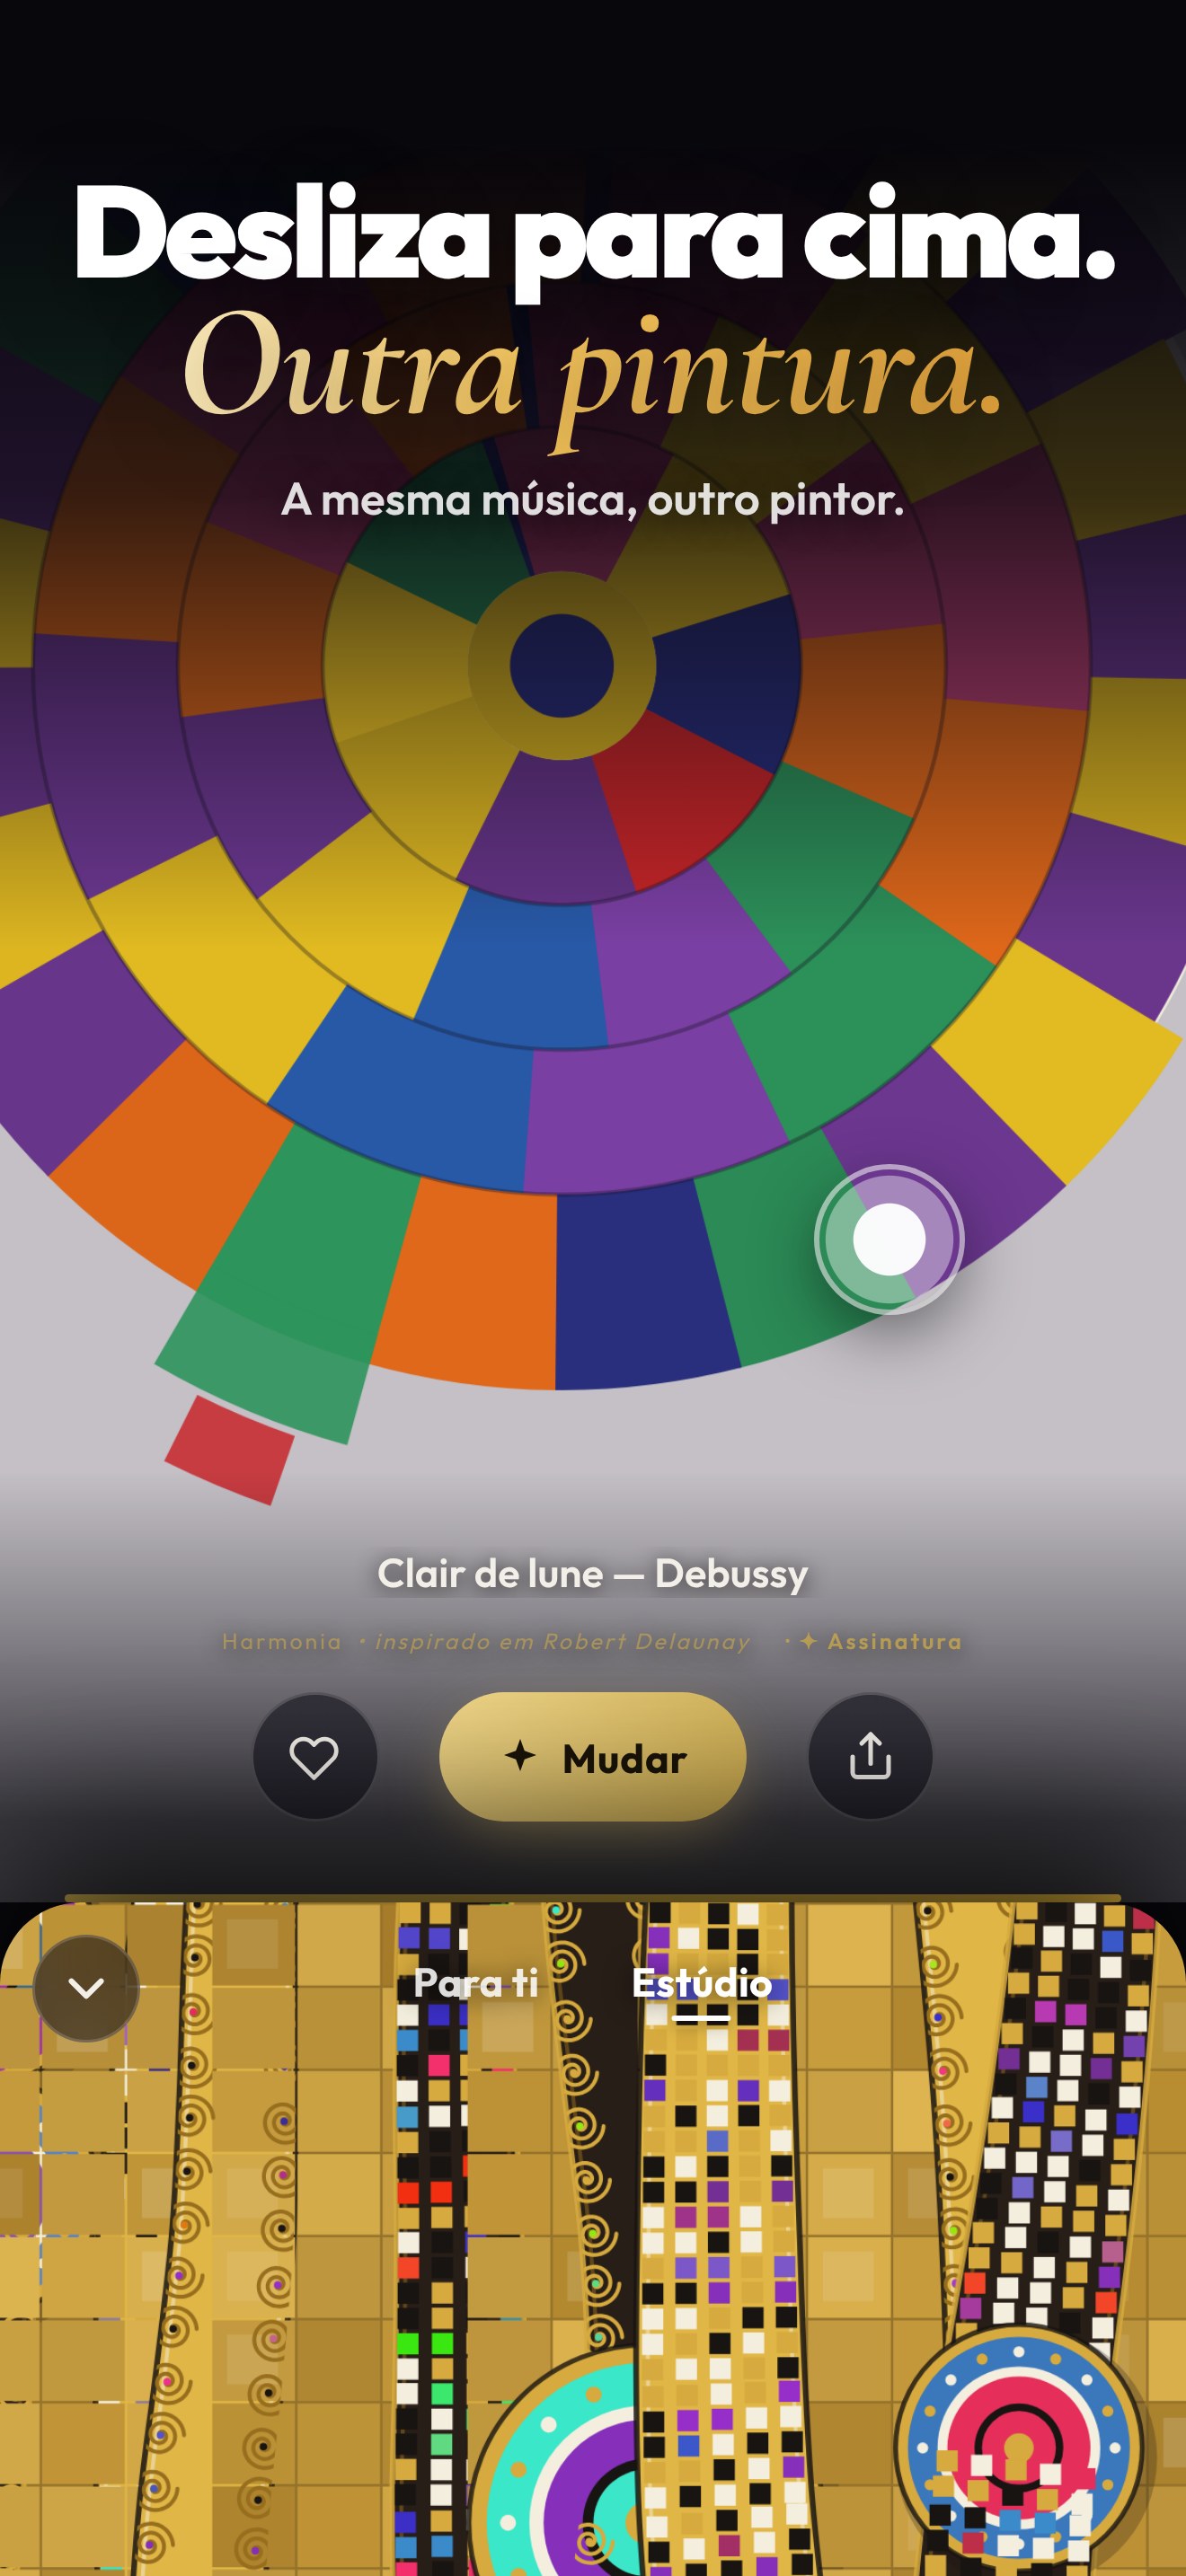 Desliza para cima.
Outra pintura.
A mesma música, outro pintor.
Clair de lune — Debussy
Harmonia · inspirado em Robert Delaunay · ✦ Assinatura
Mudar
Para ti Estúdio